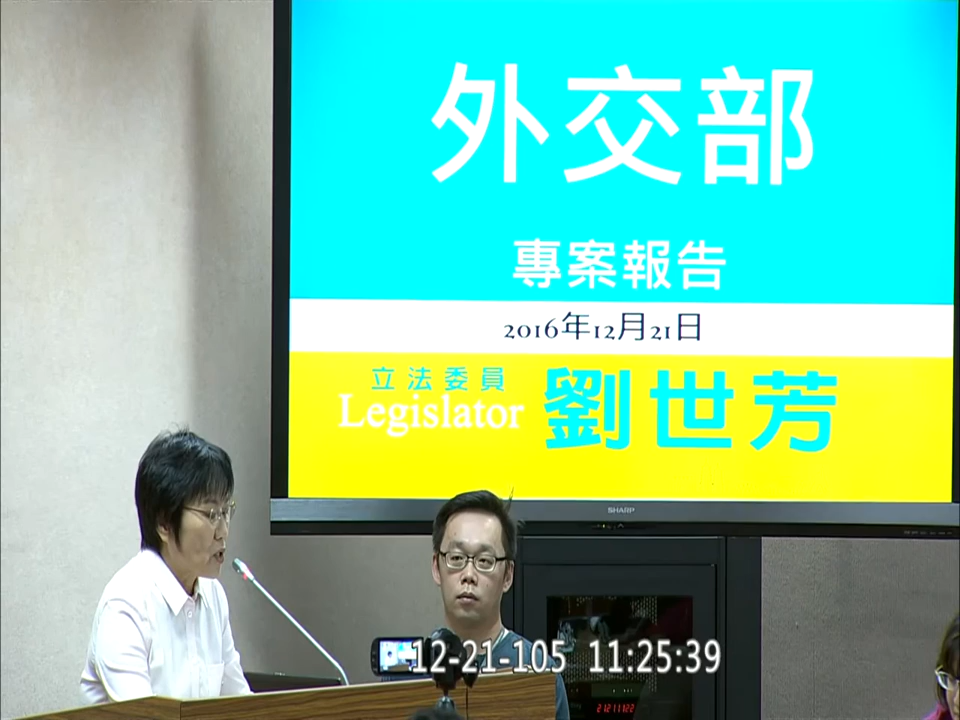 外交部
專案報告
2016年12月21日
立法委員
Legislator
劉世芳
SHARP
12-21-105 11:25:39